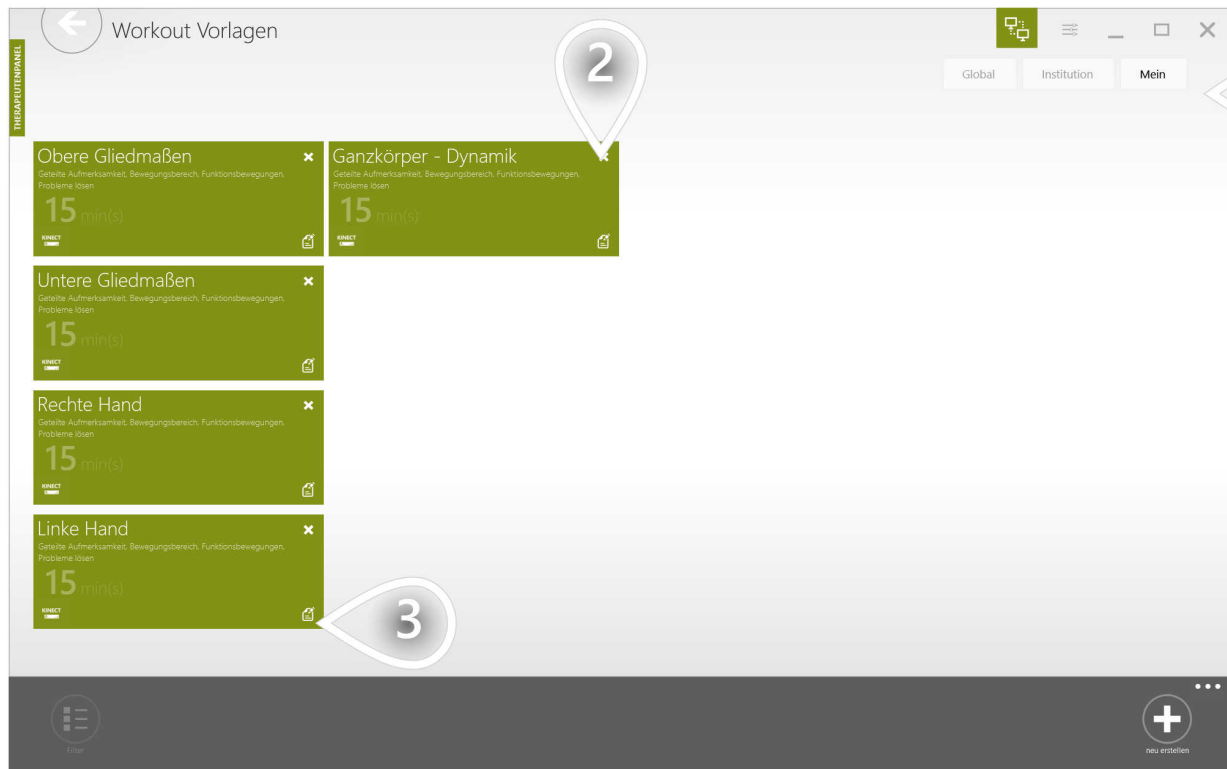 Workout Vorlagen
THERAPEUTENPANEL
Global
Institution
Mein
2
Obere Gliedmaßen
Geteilte Aufmerksamkeit, Bewegungsbereich, Funktionsbewegungen,
Probleme lösen
15 min(s)
KINECT
Ganzkörper - Dynamik
Geteilte Aufmerksamkeit, Bewegungsbereich, Funktionsbewegungen,
Probleme lösen
15 min(s)
KINECT
Untere Gliedmaßen
Geteilte Aufmerksamkeit, Bewegungsbereich, Funktionsbewegungen,
Probleme lösen
15 min(s)
KINECT
Rechte Hand
Geteilte Aufmerksamkeit, Bewegungsbereich, Funktionsbewegungen,
Probleme lösen
15 min(s)
KINECT
Linke Hand
Geteilte Aufmerksamkeit, Bewegungsbereich, Funktionsbewegungen,
Probleme lösen
15 min(s)
KINECT
3
Filter
neu erstellen